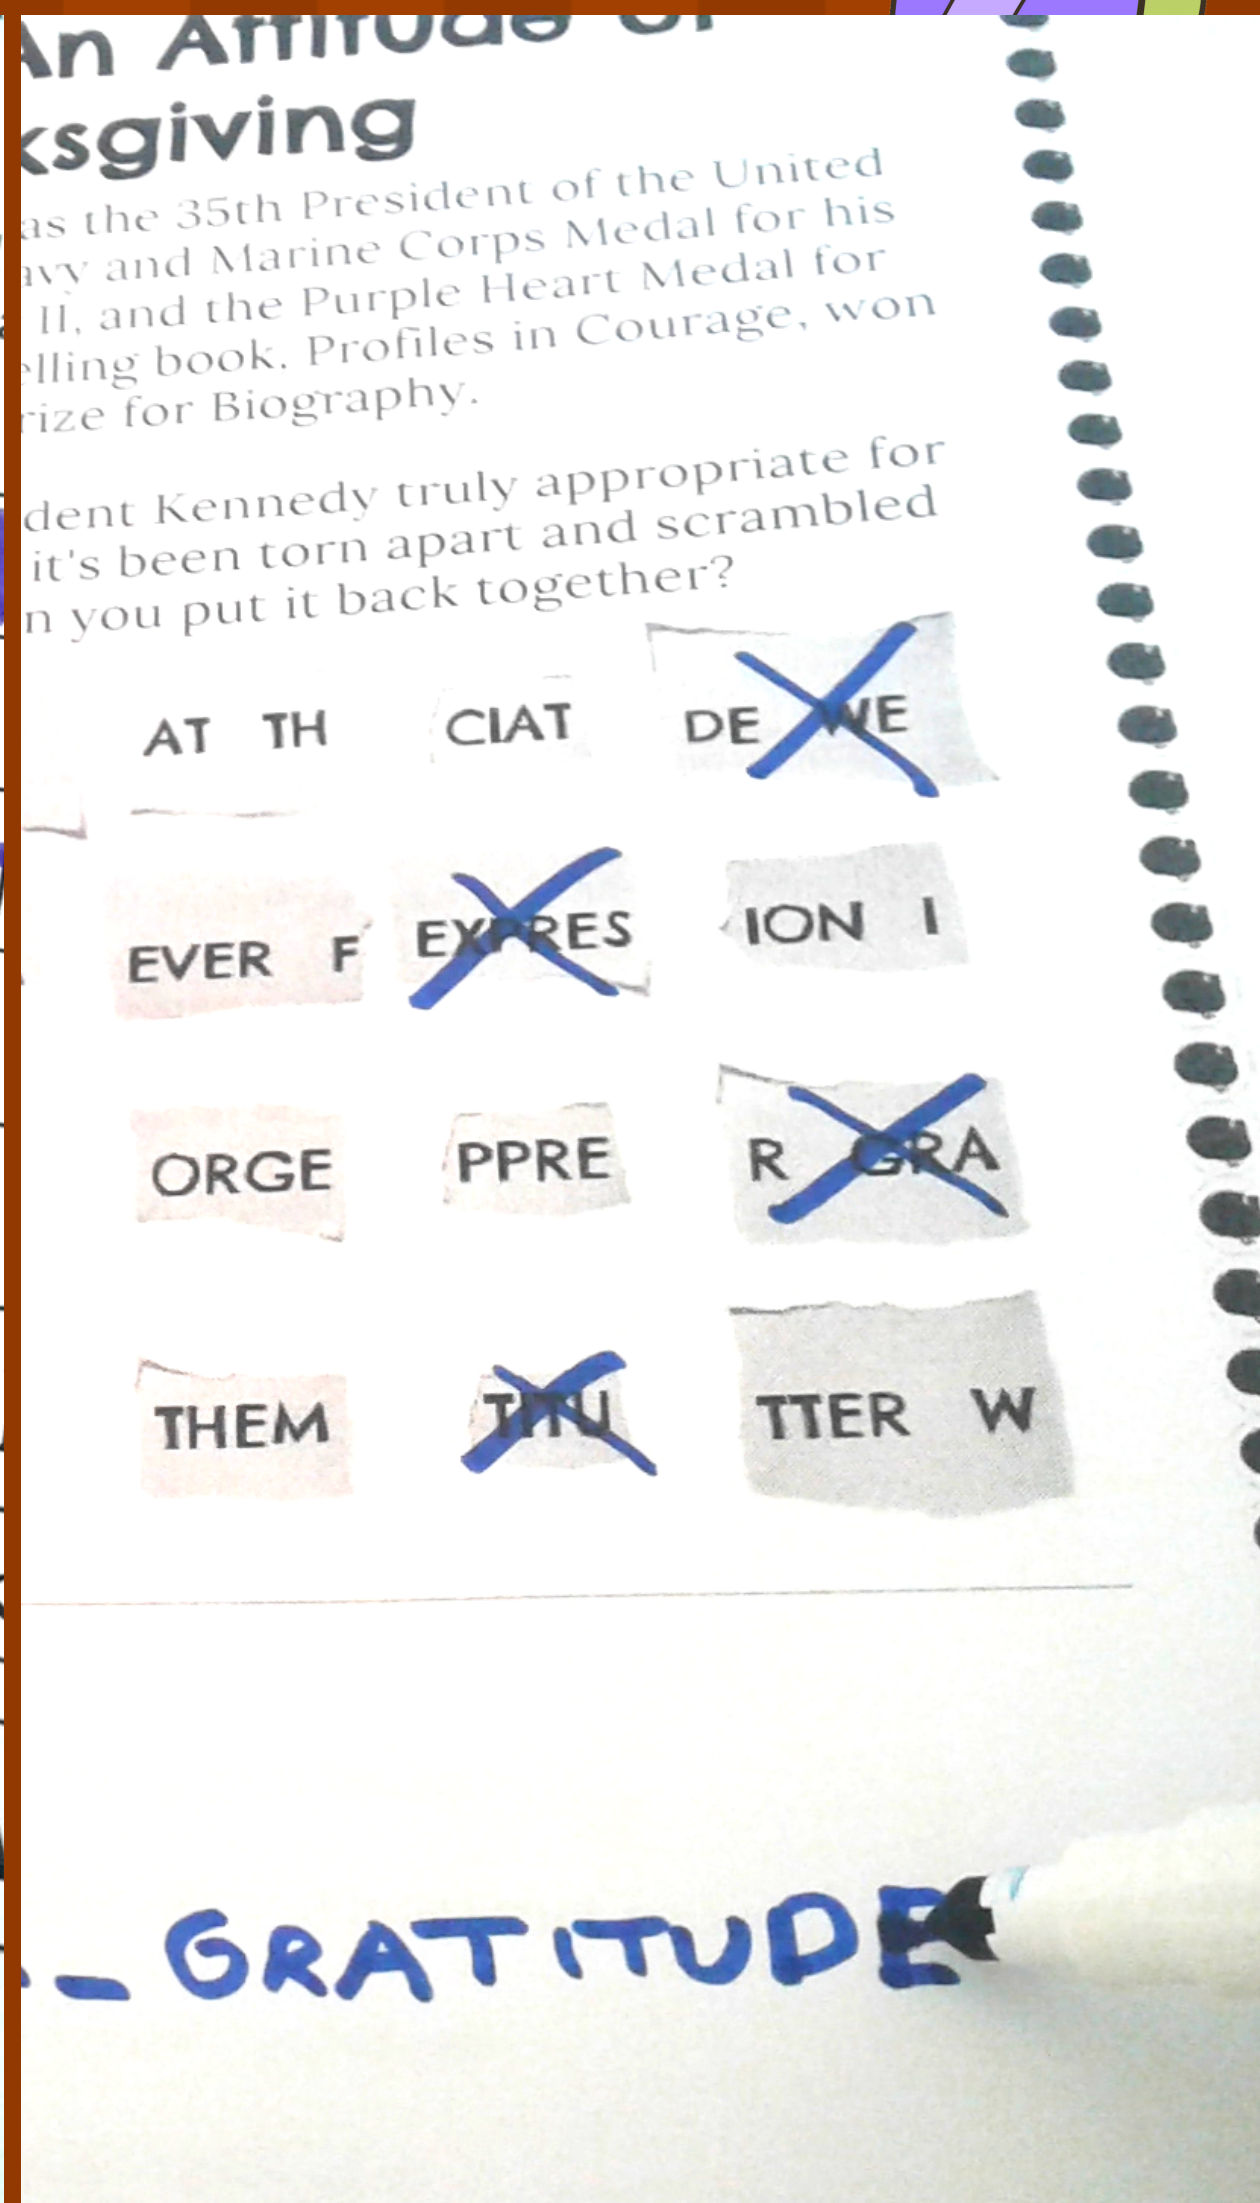 An Attitude of
ksgiving
as the 35th President of the United
avy and Marine Corps Medal for his
II, and the Purple Heart Medal for
elling book. Profiles in Courage, won
rize for Biography.
dent Kennedy truly appropriate for
it's been torn apart and scrambled
n you put it back together?
AT TH CIAT DE WE
EVER F EXPRES ION I
ORGE PPRE R GRA
THEM TITU TTER W
GRATITUDE